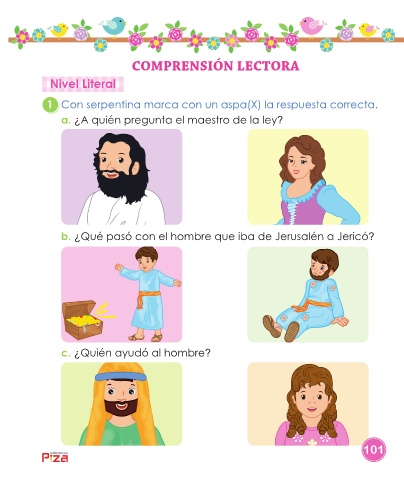 COMPRENSIÓN LECTORA
Nivel Literal
1 Con serpentina marca con un aspa(X) la respuesta correcta.
a. ¿A quién pregunta el maestro de la ley?
b. ¿Qué pasó con el hombre que iba de Jerusalén a Jericó?
c. ¿Quién ayudó al hombre?
101